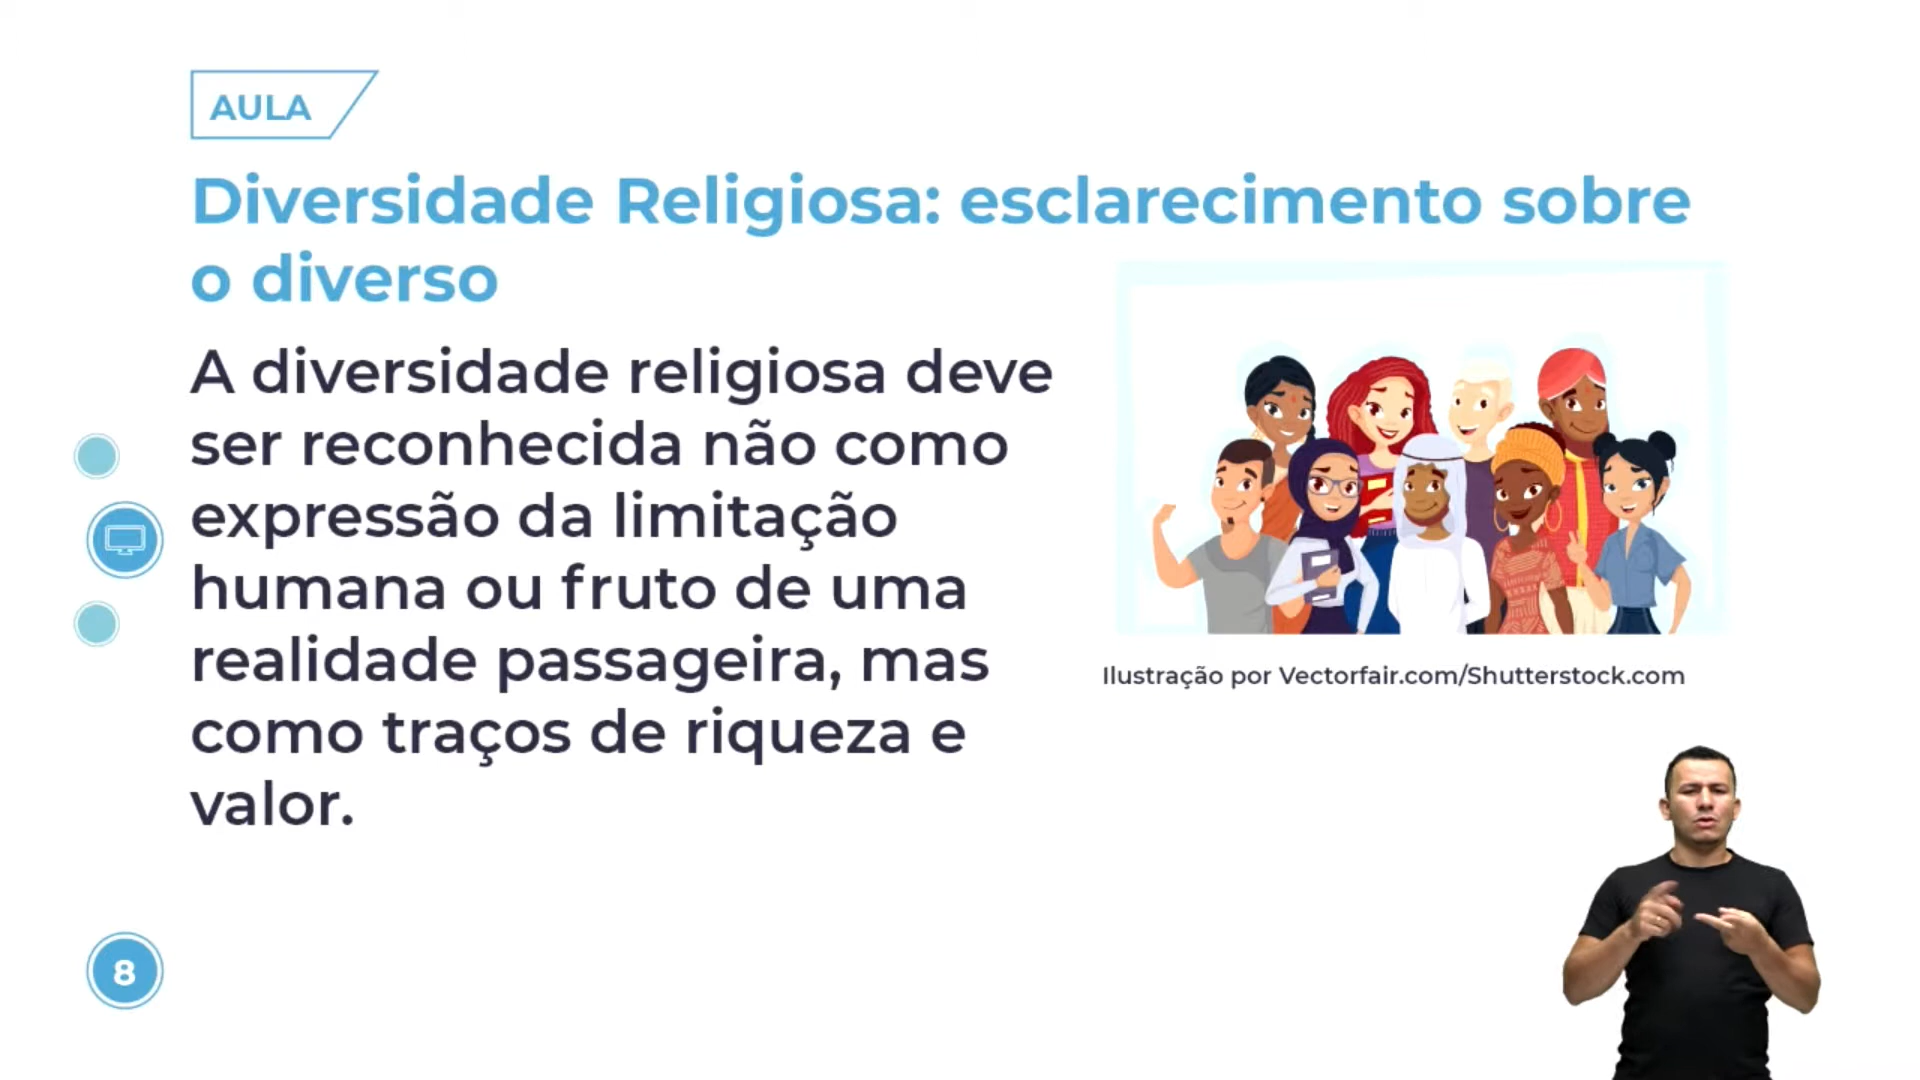 AULA
Diversidade Religiosa: esclarecimento sobre
o diverso
A diversidade religiosa deve
ser reconhecida não como
expressão da limitação
humana ou fruto de uma
realidade passageira, mas
como traços de riqueza e
valor.
Ilustração por Vectorfair.com/Shutterstock.com
8